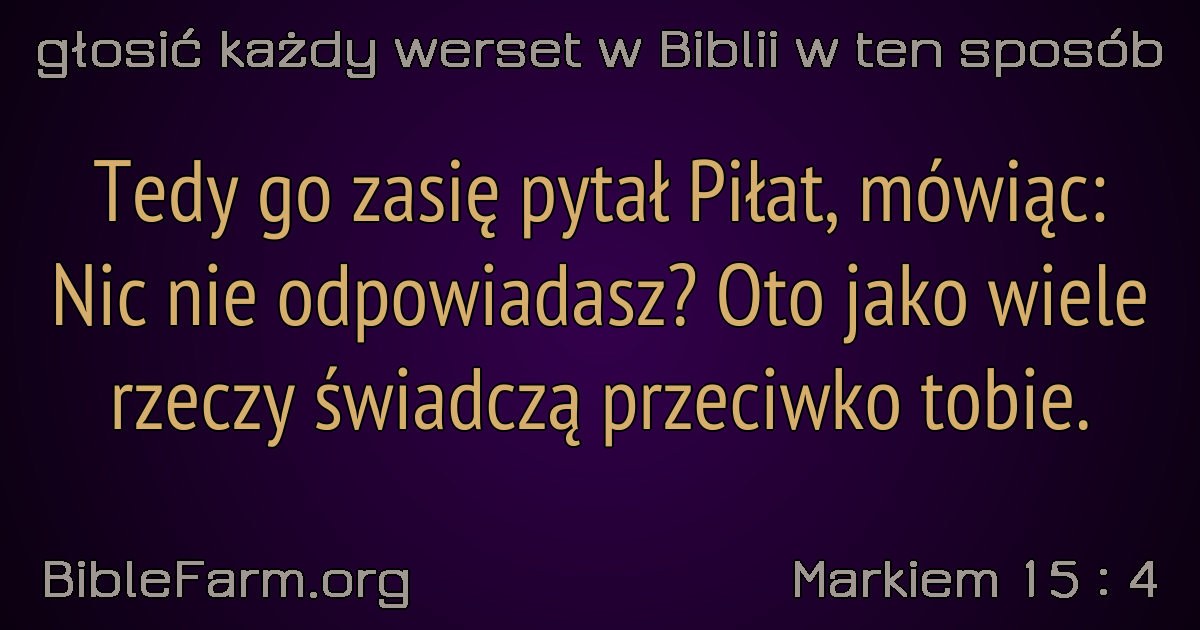 głosić każdy werset w Biblii w ten sposób
Tedy go zasię pytał Piłat, mówiąc:
Nic nie odpowiadasz? Oto jako wiele
rzeczy świadczą przeciwko tobie.
BibleFarm.org
Markiem 15 : 4